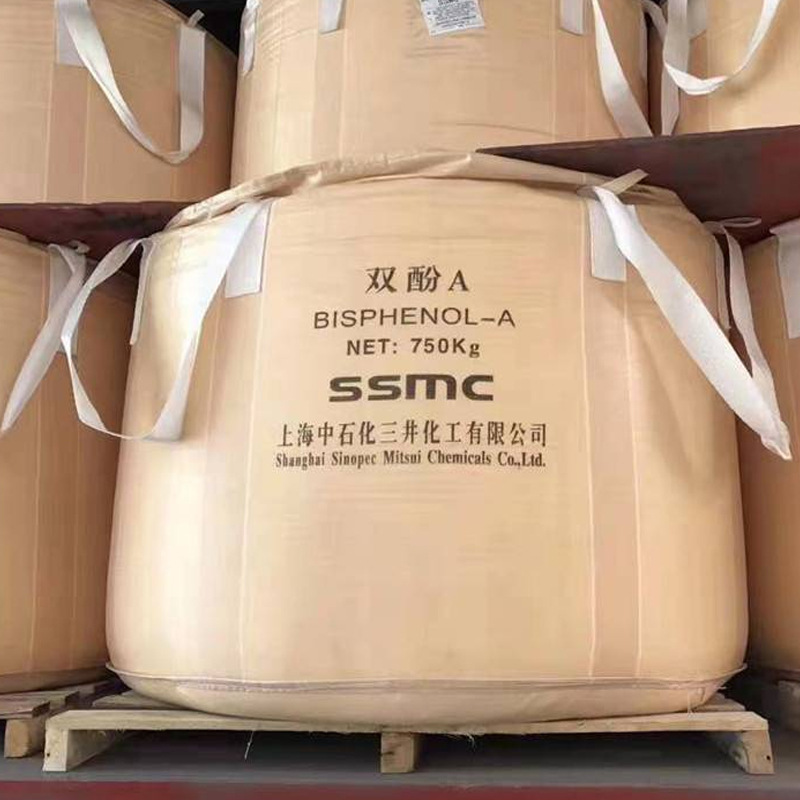 双酚A
BISPHENOL-A
NET: 750Kg
SSMC
上海中石化三井化工有限公司
Shanghai Sinopec Mitsui Chemicals Co.,Ltd.